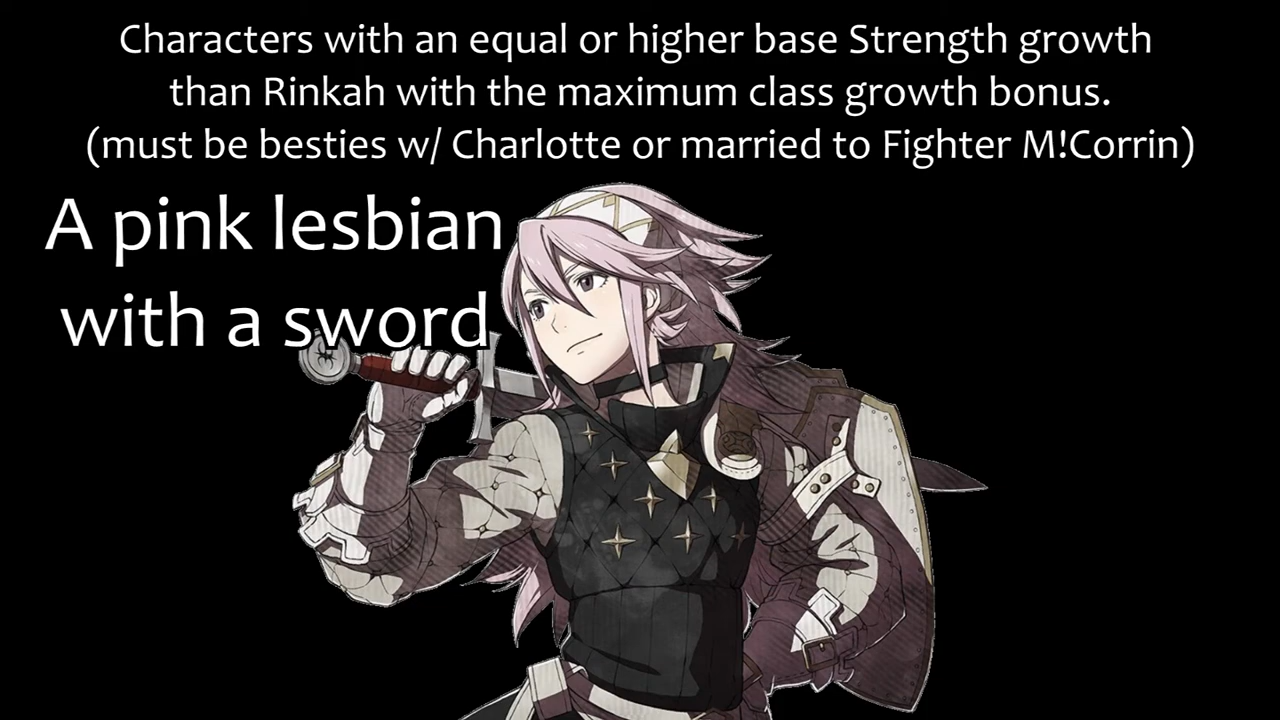 Characters with an equal or higher base Strength growth
than Rinkah with the maximum class growth bonus.
(must be besties w/ Charlotte or married to Fighter M!Corrin)
A pink lesbian
with a sword